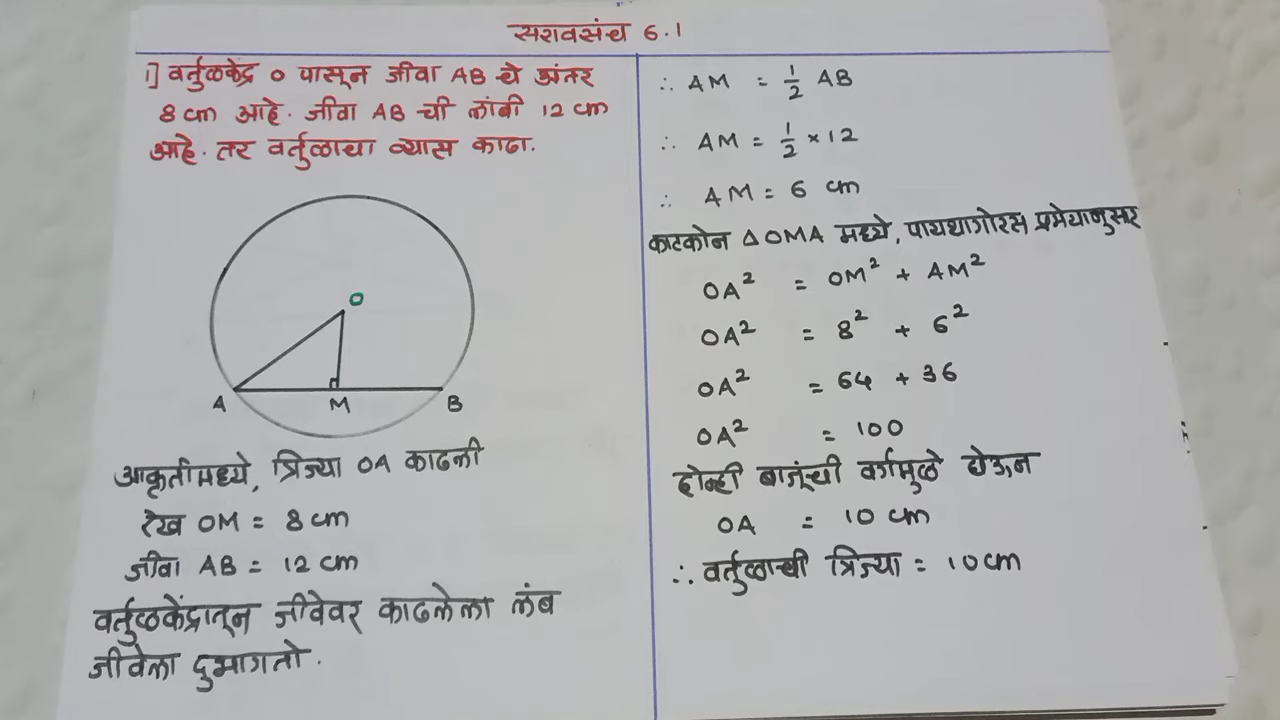 सरावसंच 6.1
1] वर्तुळकेंद्र O पासून जीवा AB चे अंतर
8 cm आहे. जीवा AB ची लांबी 12 cm
आहे. तर वर्तुळाचा व्यास काढा.
O
A
M
B
आकृतीमध्ये, त्रिज्या OA काढली
रेख OM = 8 cm
जीवा AB = 12 cm
वर्तुळकेंद्रातून जीवेवर काढलेला लंब
जीवेला दुभागतो.
∴ AM = 1/2 AB
∴ AM = 1/2 × 12
∴ AM = 6 cm
काटकोन △OMA मध्ये, पायथागोरस प्रमेयानुसर
OA² = OM² + AM²
OA² = 8² + 6²
OA² = 64 + 36
OA² = 100
दोन्ही बाजूंची वर्गमुळे घेऊन
OA = 10 cm
∴ वर्तुळाची त्रिज्या = 10 cm